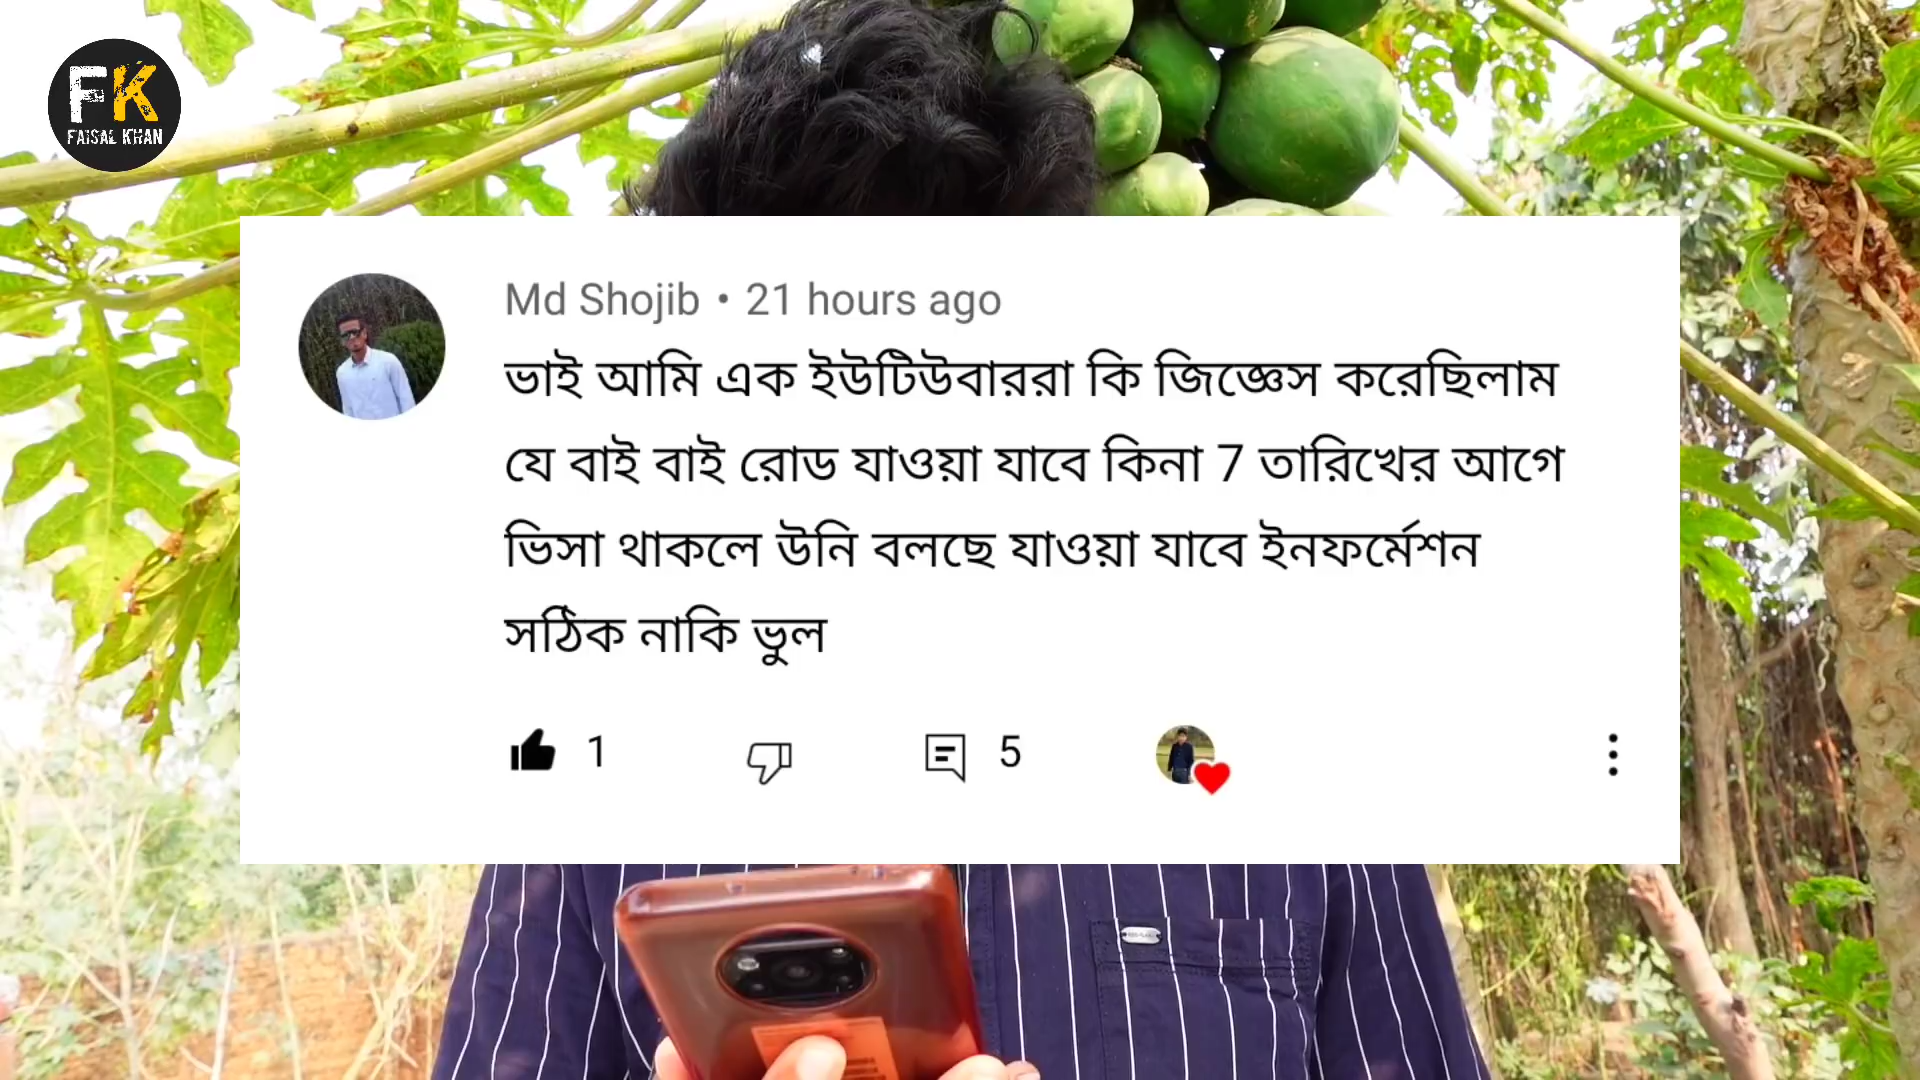 FK
FAISAL KHAN
Md Shojib • 21 hours ago
ভাই আমি এক ইউটিউবাররা কি জিজ্ঞেস করেছিলাম
যে বাই বাই রোড যাওয়া যাবে কিনা 7 তারিখের আগে
ভিসা থাকলে উনি বলছে যাওয়া যাবে ইনফর্মেশন
সঠিক নাকি ভুল
1
5